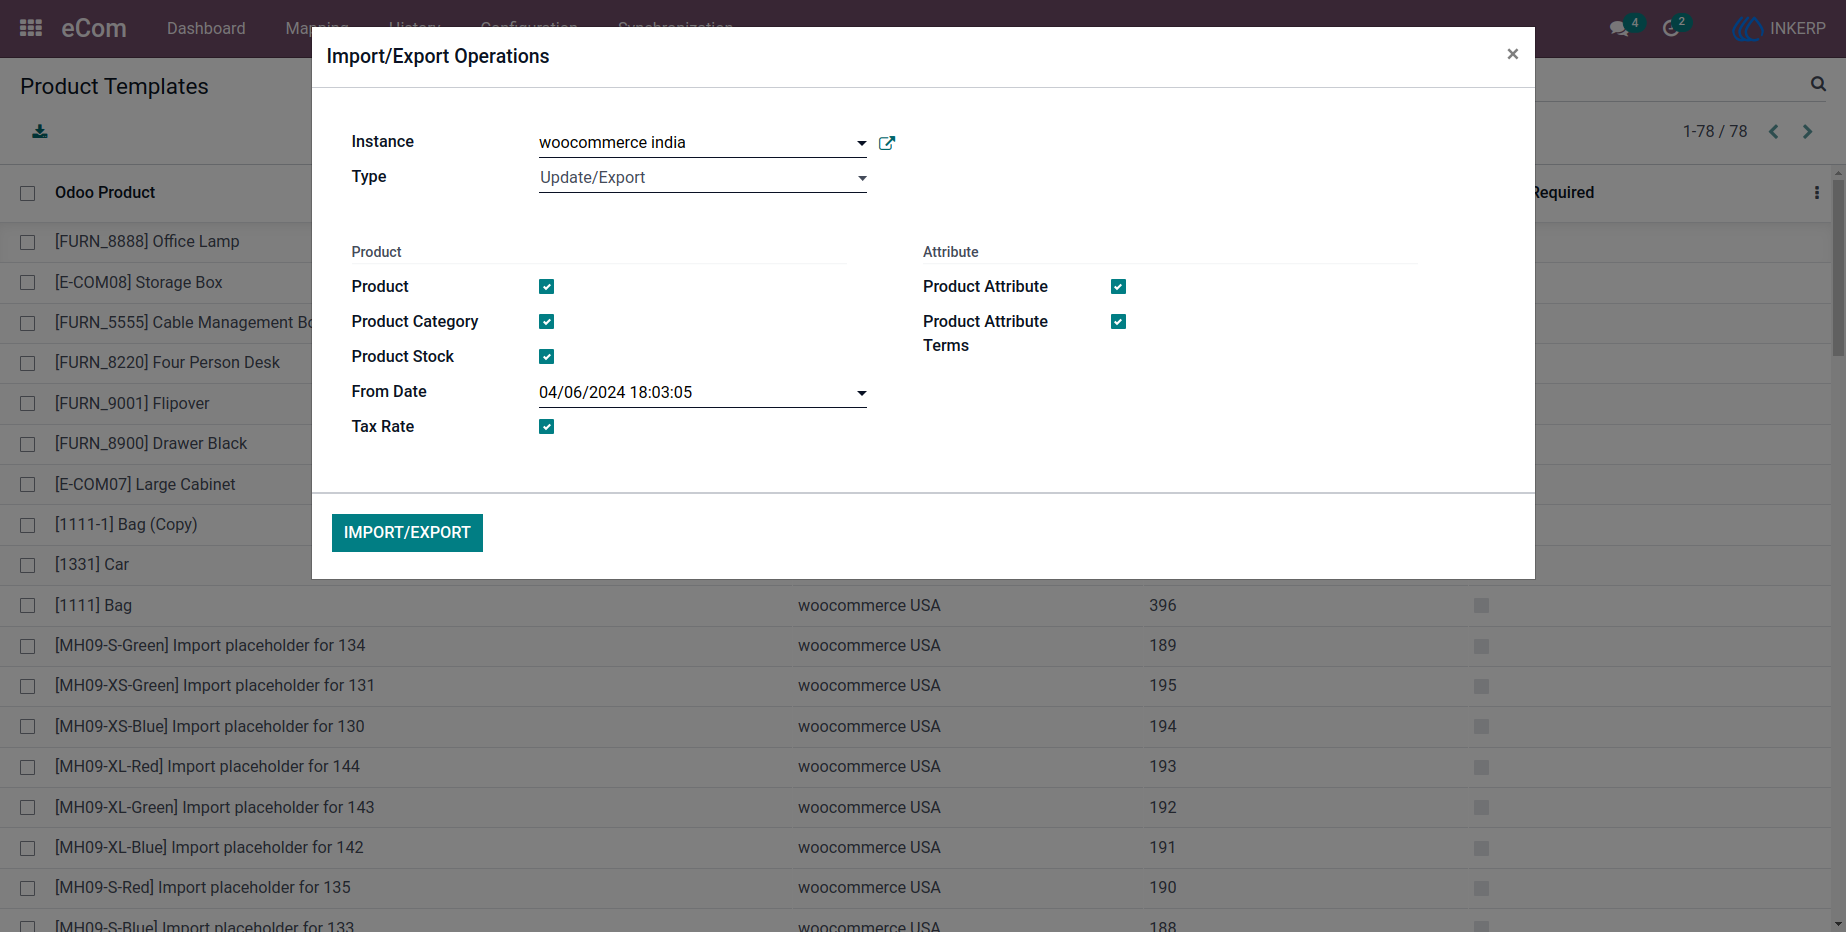 eCom Dashboard 4 2 INKERP
Import/Export Operations ×
Product Templates
1-78 / 78
Instance woocommerce india
Type Update/Export
Odoo Product Required
Product Attribute
Product Product Attribute
Product Category Product Attribute
Terms
Product Stock
From Date 04/06/2024 18:03:05
Tax Rate
IMPORT/EXPORT
[FURN_8888] Office Lamp
[E-COM08] Storage Box
[FURN_5555] Cable Management
[FURN_8220] Four Person Desk
[FURN_9001] Flipover
[FURN_8900] Drawer Black
[E-COM07] Large Cabinet
[1111-1] Bag (Copy)
[1331] Car
[1111] Bag woocommerce USA 396
[MH09-S-Green] Import placeholder for 134 woocommerce USA 189
[MH09-XS-Green] Import placeholder for 131 woocommerce USA 195
[MH09-XS-Blue] Import placeholder for 130 woocommerce USA 194
[MH09-XL-Red] Import placeholder for 144 woocommerce USA 193
[MH09-XL-Green] Import placeholder for 143 woocommerce USA 192
[MH09-XL-Blue] Import placeholder for 142 woocommerce USA 191
[MH09-S-Red] Import placeholder for 135 woocommerce USA 190
[MH09-S-Blue] Import placeholder for 133 woocommerce USA 188